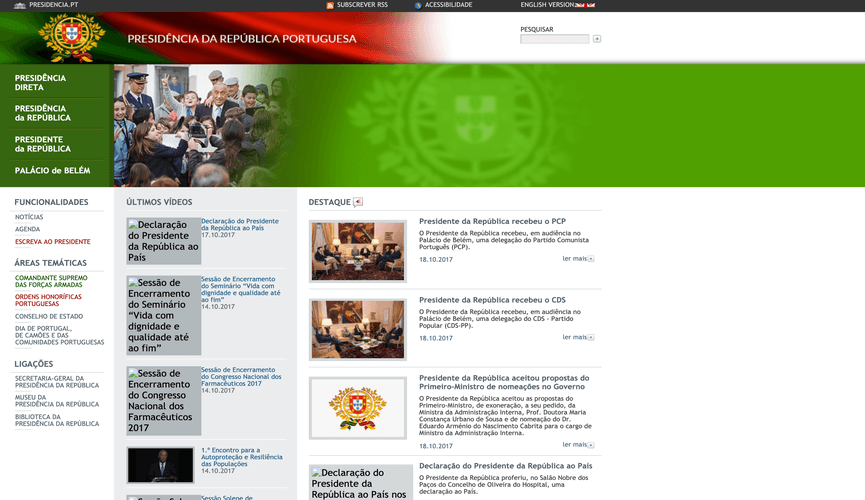 PRESIDENCIA.PT
SUBSCREVER RSS
ACESSIBILIDADE
ENGLISH VERSION
PRESIDÊNCIA DA REPÚBLICA PORTUGUESA
PESQUISAR
PRESIDÊNCIA
DIRETA
PRESIDÊNCIA
da REPÚBLICA
PRESIDENTE
da REPÚBLICA
PALÁCIO de BELÉM
FUNCIONALIDADES
NOTÍCIAS
AGENDA
ESCREVA AO PRESIDENTE
ÁREAS TEMÁTICAS
COMANDANTE SUPREMO
DAS FORÇAS ARMADAS
ORDENS HONORÍFICAS
PORTUGUESAS
CONSELHO DE ESTADO
DIA DE PORTUGAL,
DE CAMÕES E DAS
COMUNIDADES PORTUGUESAS
LIGAÇÕES
SECRETARIA-GERAL DA
PRESIDÊNCIA DA REPÚBLICA
MUSEU DA
PRESIDÊNCIA DA REPÚBLICA
BIBLIOTECA DA
PRESIDÊNCIA DA REPÚBLICA
ÚLTIMOS VÍDEOS
Declaração
do Presidente
da República ao
País
Declaração do Presidente
da República ao País
17.10.2017
Sessão de
Encerramento
do Seminário
“Vida com
dignidade e
qualidade até
ao fim”
Sessão de Encerramento
do Seminário “Vida com
dignidade e qualidade até
ao fim”
14.10.2017
Sessão de
Encerramento
do Congresso
Nacional dos
Farmacêuticos
2017
Sessão de Encerramento
do Congresso Nacional dos
Farmacêuticos 2017
14.10.2017
1.º Encontro para a
Autoproteção e Resiliência
das Populações
14.10.2017
Sessão Solene de
DESTAQUE
Presidente da República recebeu o PCP
O Presidente da República recebeu, em audiência no
Palácio de Belém, uma delegação do Partido Comunista
Português (PCP).
18.10.2017
ler mais
Presidente da República recebeu o CDS
O Presidente da República recebeu, em audiência no
Palácio de Belém, uma delegação do CDS - Partido
Popular (CDS-PP).
18.10.2017
ler mais
Presidente da República aceitou propostas do
Primeiro-Ministro de nomeações no Governo
O Presidente da República aceitou as propostas do
Primeiro-Ministro, de exoneração, a seu pedido, da
Ministra da Administração Interna, Prof. Doutora Maria
Constança Urbano de Sousa e de nomeação do Dr.
Eduardo Arménio do Nascimento Cabrita para o cargo de
Ministro da Administração Interna.
18.10.2017
ler mais
Declaração do
Presidente da
República ao
País nos
Declaração do Presidente da República ao País
O Presidente da República proferiu, no Salão Nobre dos
Paços do Concelho de Oliveira do Hospital, uma
declaração ao País.